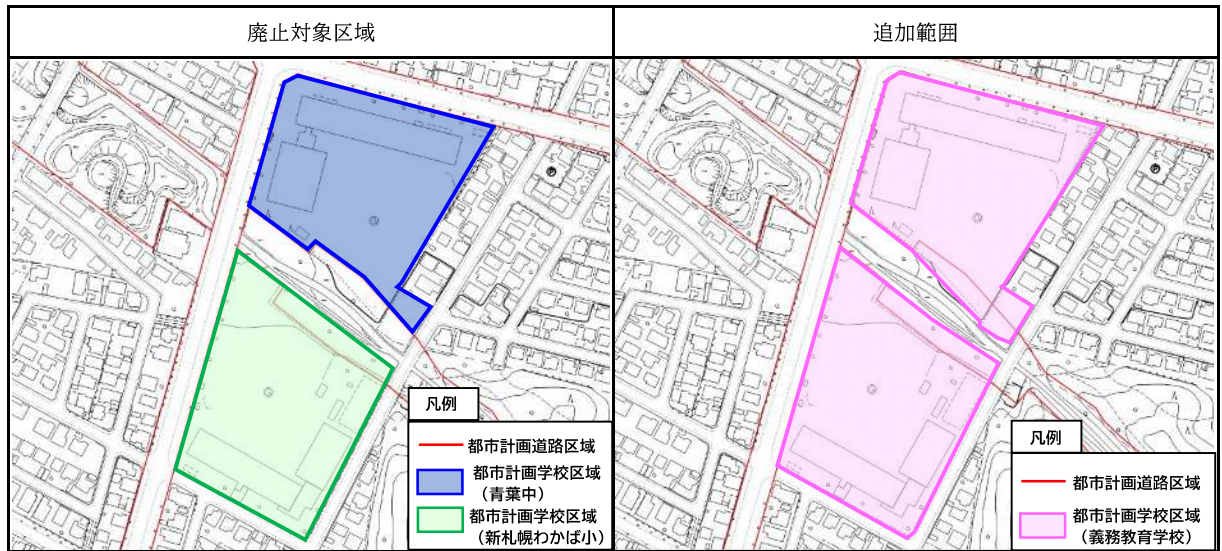 廃止対象区域
追加範囲
凡例
都市計画道路区域
都市計画学校区域
（青葉中）
都市計画学校区域
（新札幌わかば小）
凡例
都市計画道路区域
都市計画学校区域
（義務教育学校）